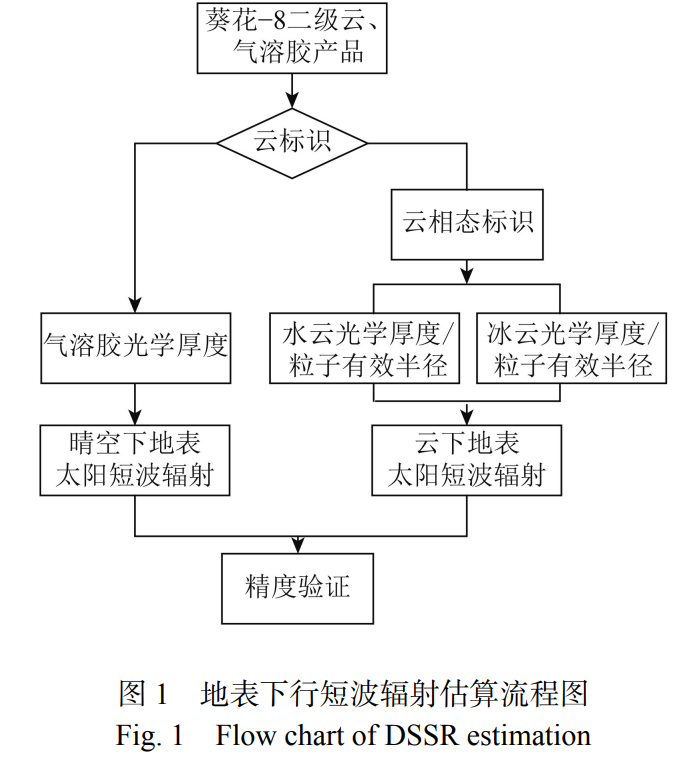 葵花-8二级云、
气溶胶产品
云标识
云相态标识
气溶胶光学厚度
水云光学厚度/
粒子有效半径
冰云光学厚度/
粒子有效半径
晴空下地表
太阳短波辐射
云下地表
太阳短波辐射
精度验证
图 1 地表下行短波辐射估算流程图
Fig. 1 Flow chart of DSSR estimation